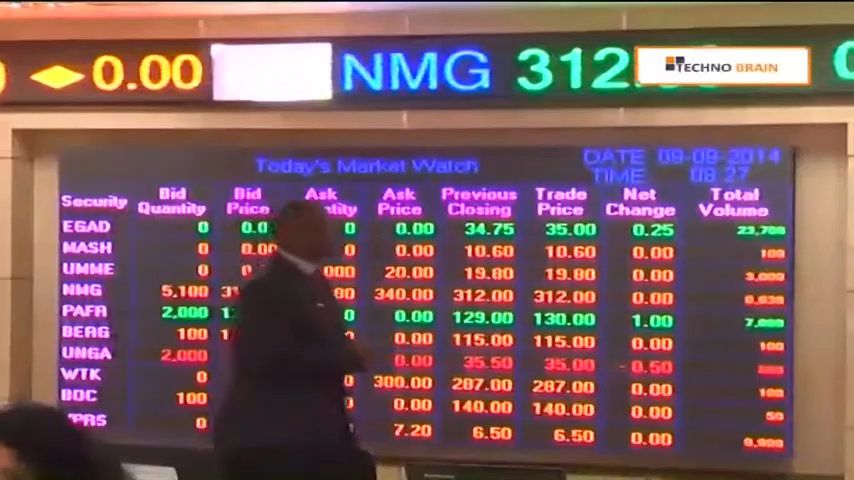 0.00 NMG 312. TECHNO BRAIN
Today's Market Watch DATE 09-09-2014
TIME 09:27
Security Bid Quantity Bid Price Ask Price Previous Closing Trade Price Net Change Total Volume
EGAD 0 0 0.00 34.75 35.00 0.25 23,700
MASH 0 0.00 0 0.00 10.60 10.60 0.00 100
UMME 0 20.00 19.80 19.80 0.00 3,000
NMG 5,100 340.00 312.00 312.00 0.00
PAFR 2,000 0 0.00 129.00 130.00 1.00 7,000
BERG 100 0 0.00 115.00 115.00 0.00 100
UNGA 2,000 0.00 35.50 35.00 -0.50
WTK 0 300.00 287.00 287.00 0.00 100
BOC 100 0 0.00 140.00 140.00 0.00 50
YPRS 0 7.20 6.50 6.50 0.00